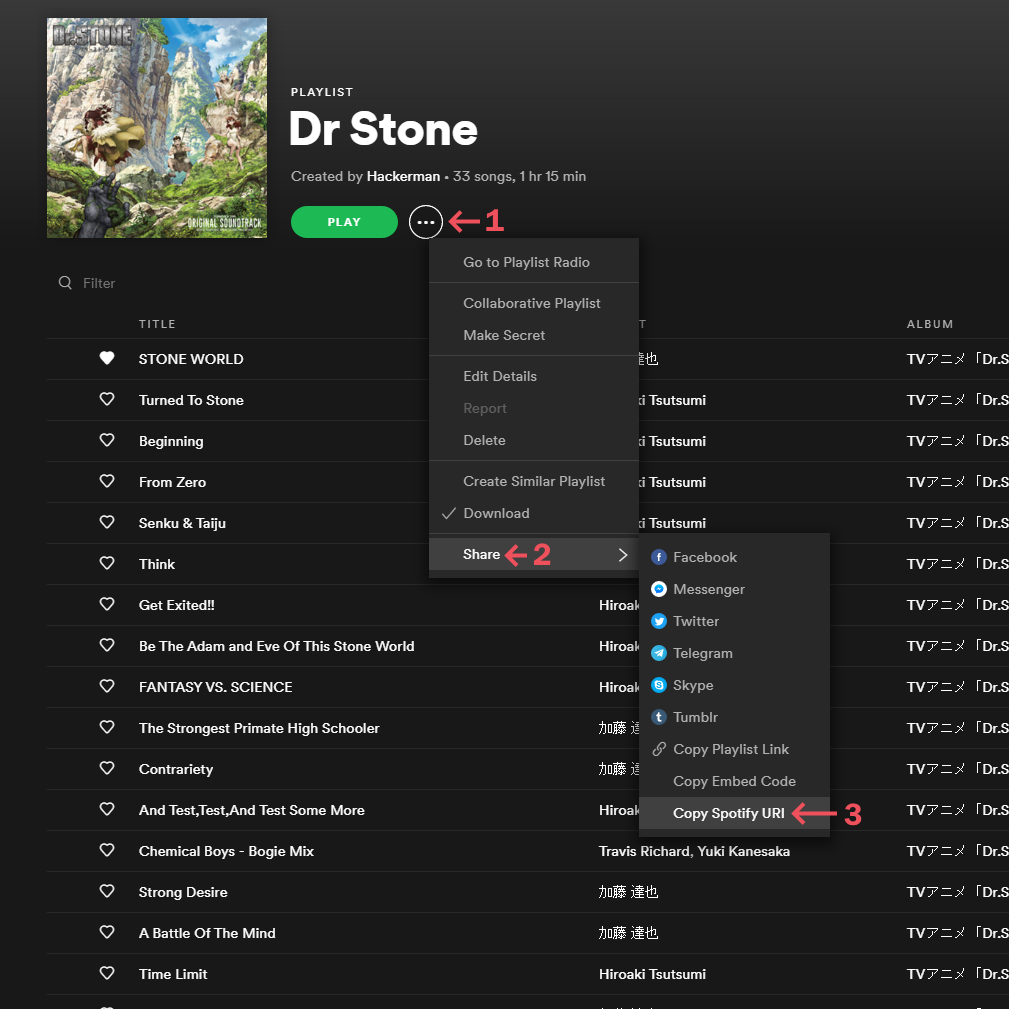 Dr.STONE
ORIGINAL SOUNDTRACK
PLAYLIST
Dr Stone
Created by Hackerman • 33 songs, 1 hr 15 min
PLAY
1
Go to Playlist Radio
Collaborative Playlist
Make Secret
Edit Details
Report
Delete
Create Similar Playlist
Download
Share
2
Facebook
Messenger
Twitter
Telegram
Skype
Tumblr
Copy Playlist Link
Copy Embed Code
Copy Spotify URI
3
Filter
TITLE T ALBUM
STONE WORLD 達也 TVアニメ「Dr.S
Turned To Stone ki Tsutsumi TVアニメ「Dr.S
Beginning ki Tsutsumi TVアニメ「Dr.S
From Zero ki Tsutsumi TVアニメ「Dr.S
Senku & Taiju ki Tsutsumi TVアニメ「Dr.S
Think TVアニメ「Dr.S
Get Exited!! Hiroak TVアニメ「Dr.S
Be The Adam and Eve Of This Stone World Hiroak TVアニメ「Dr.S
FANTASY VS. SCIENCE Hiroak TVアニメ「Dr.S
The Strongest Primate High Schooler 加藤 TVアニメ「Dr.S
Contrariety 加藤 TVアニメ「Dr.S
And Test,Test,And Test Some More Hiroak TVアニメ「Dr.S
Chemical Boys - Bogie Mix Travis Richard, Yuki Kanesaka TVアニメ「Dr.S
Strong Desire 加藤 達也 TVアニメ「Dr.S
A Battle Of The Mind 加藤 達也 TVアニメ「Dr.S
Time Limit Hiroaki Tsutsumi TVアニメ「Dr.S